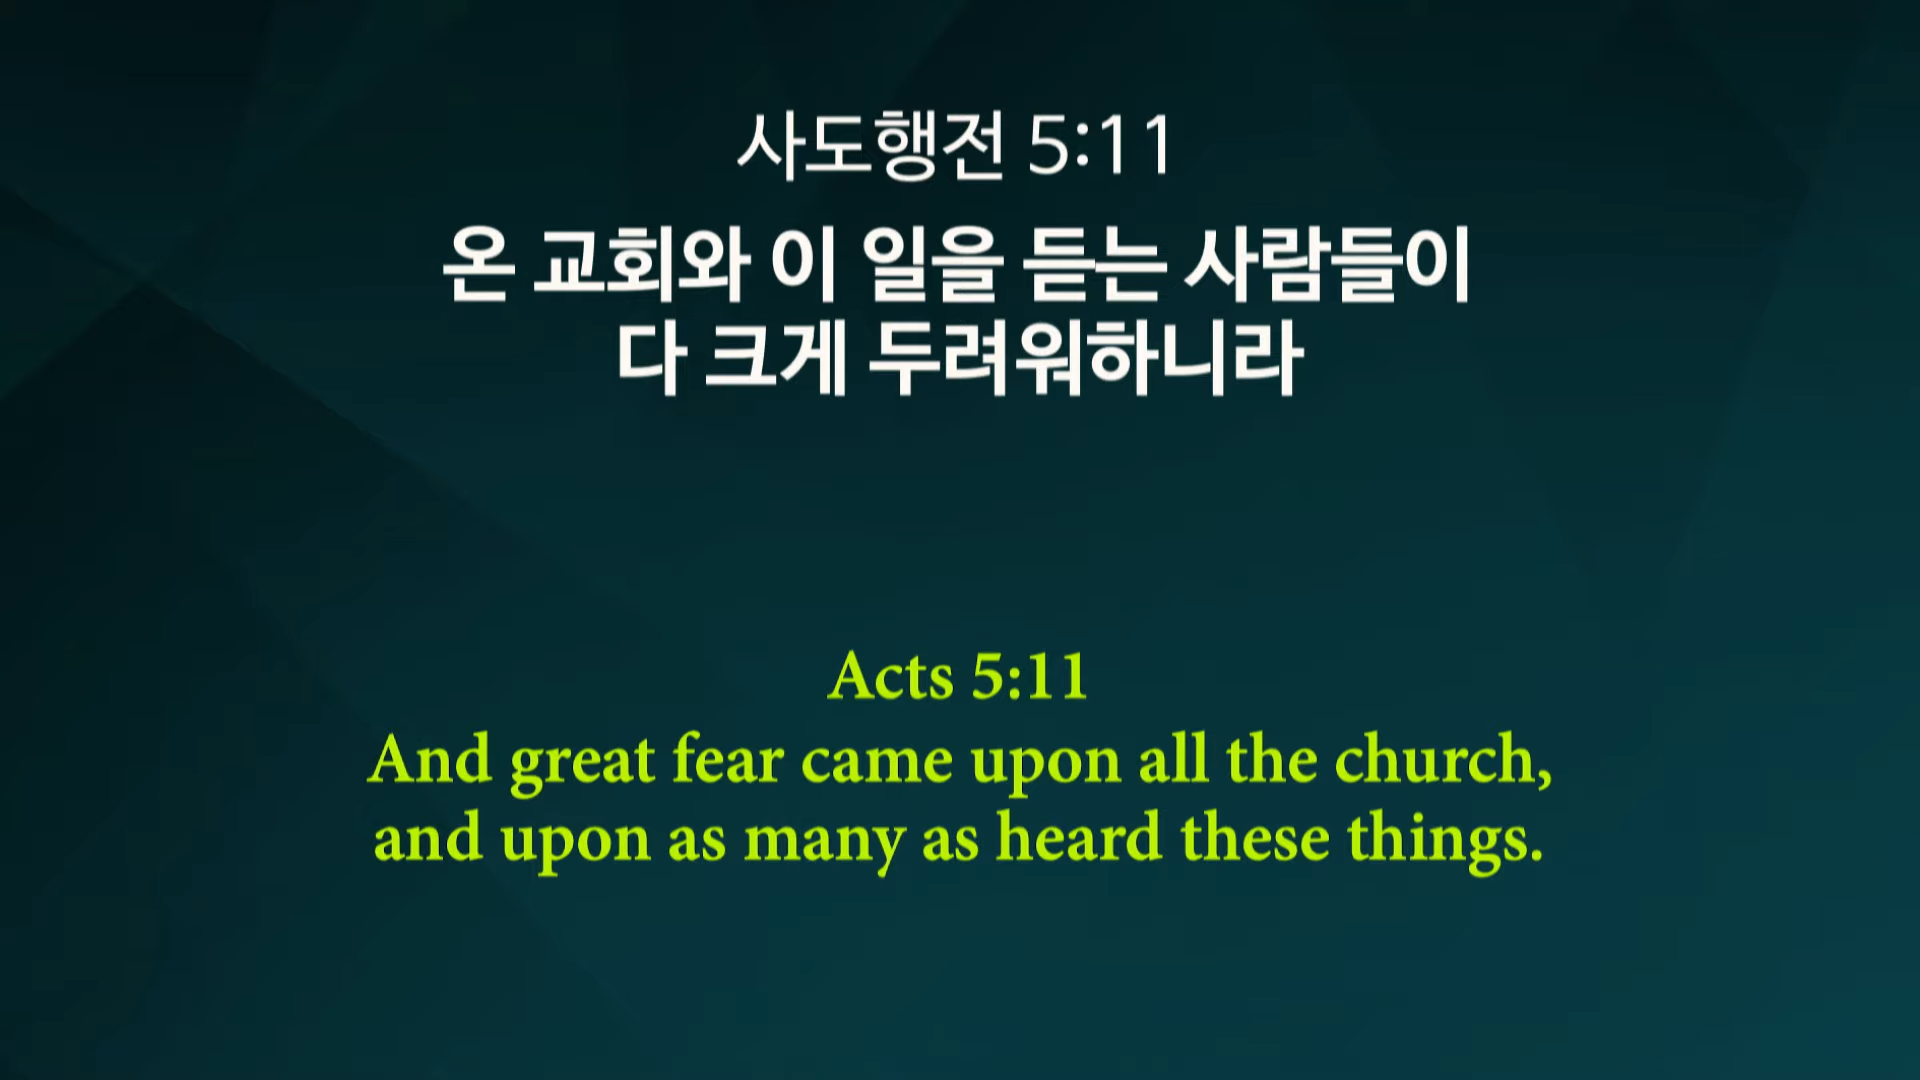 사도행전 5:11
온 교회와 이 일을 듣는 사람들이
다 크게 두려워하니라
Acts 5:11
And great fear came upon all the church,
and upon as many as heard these things.